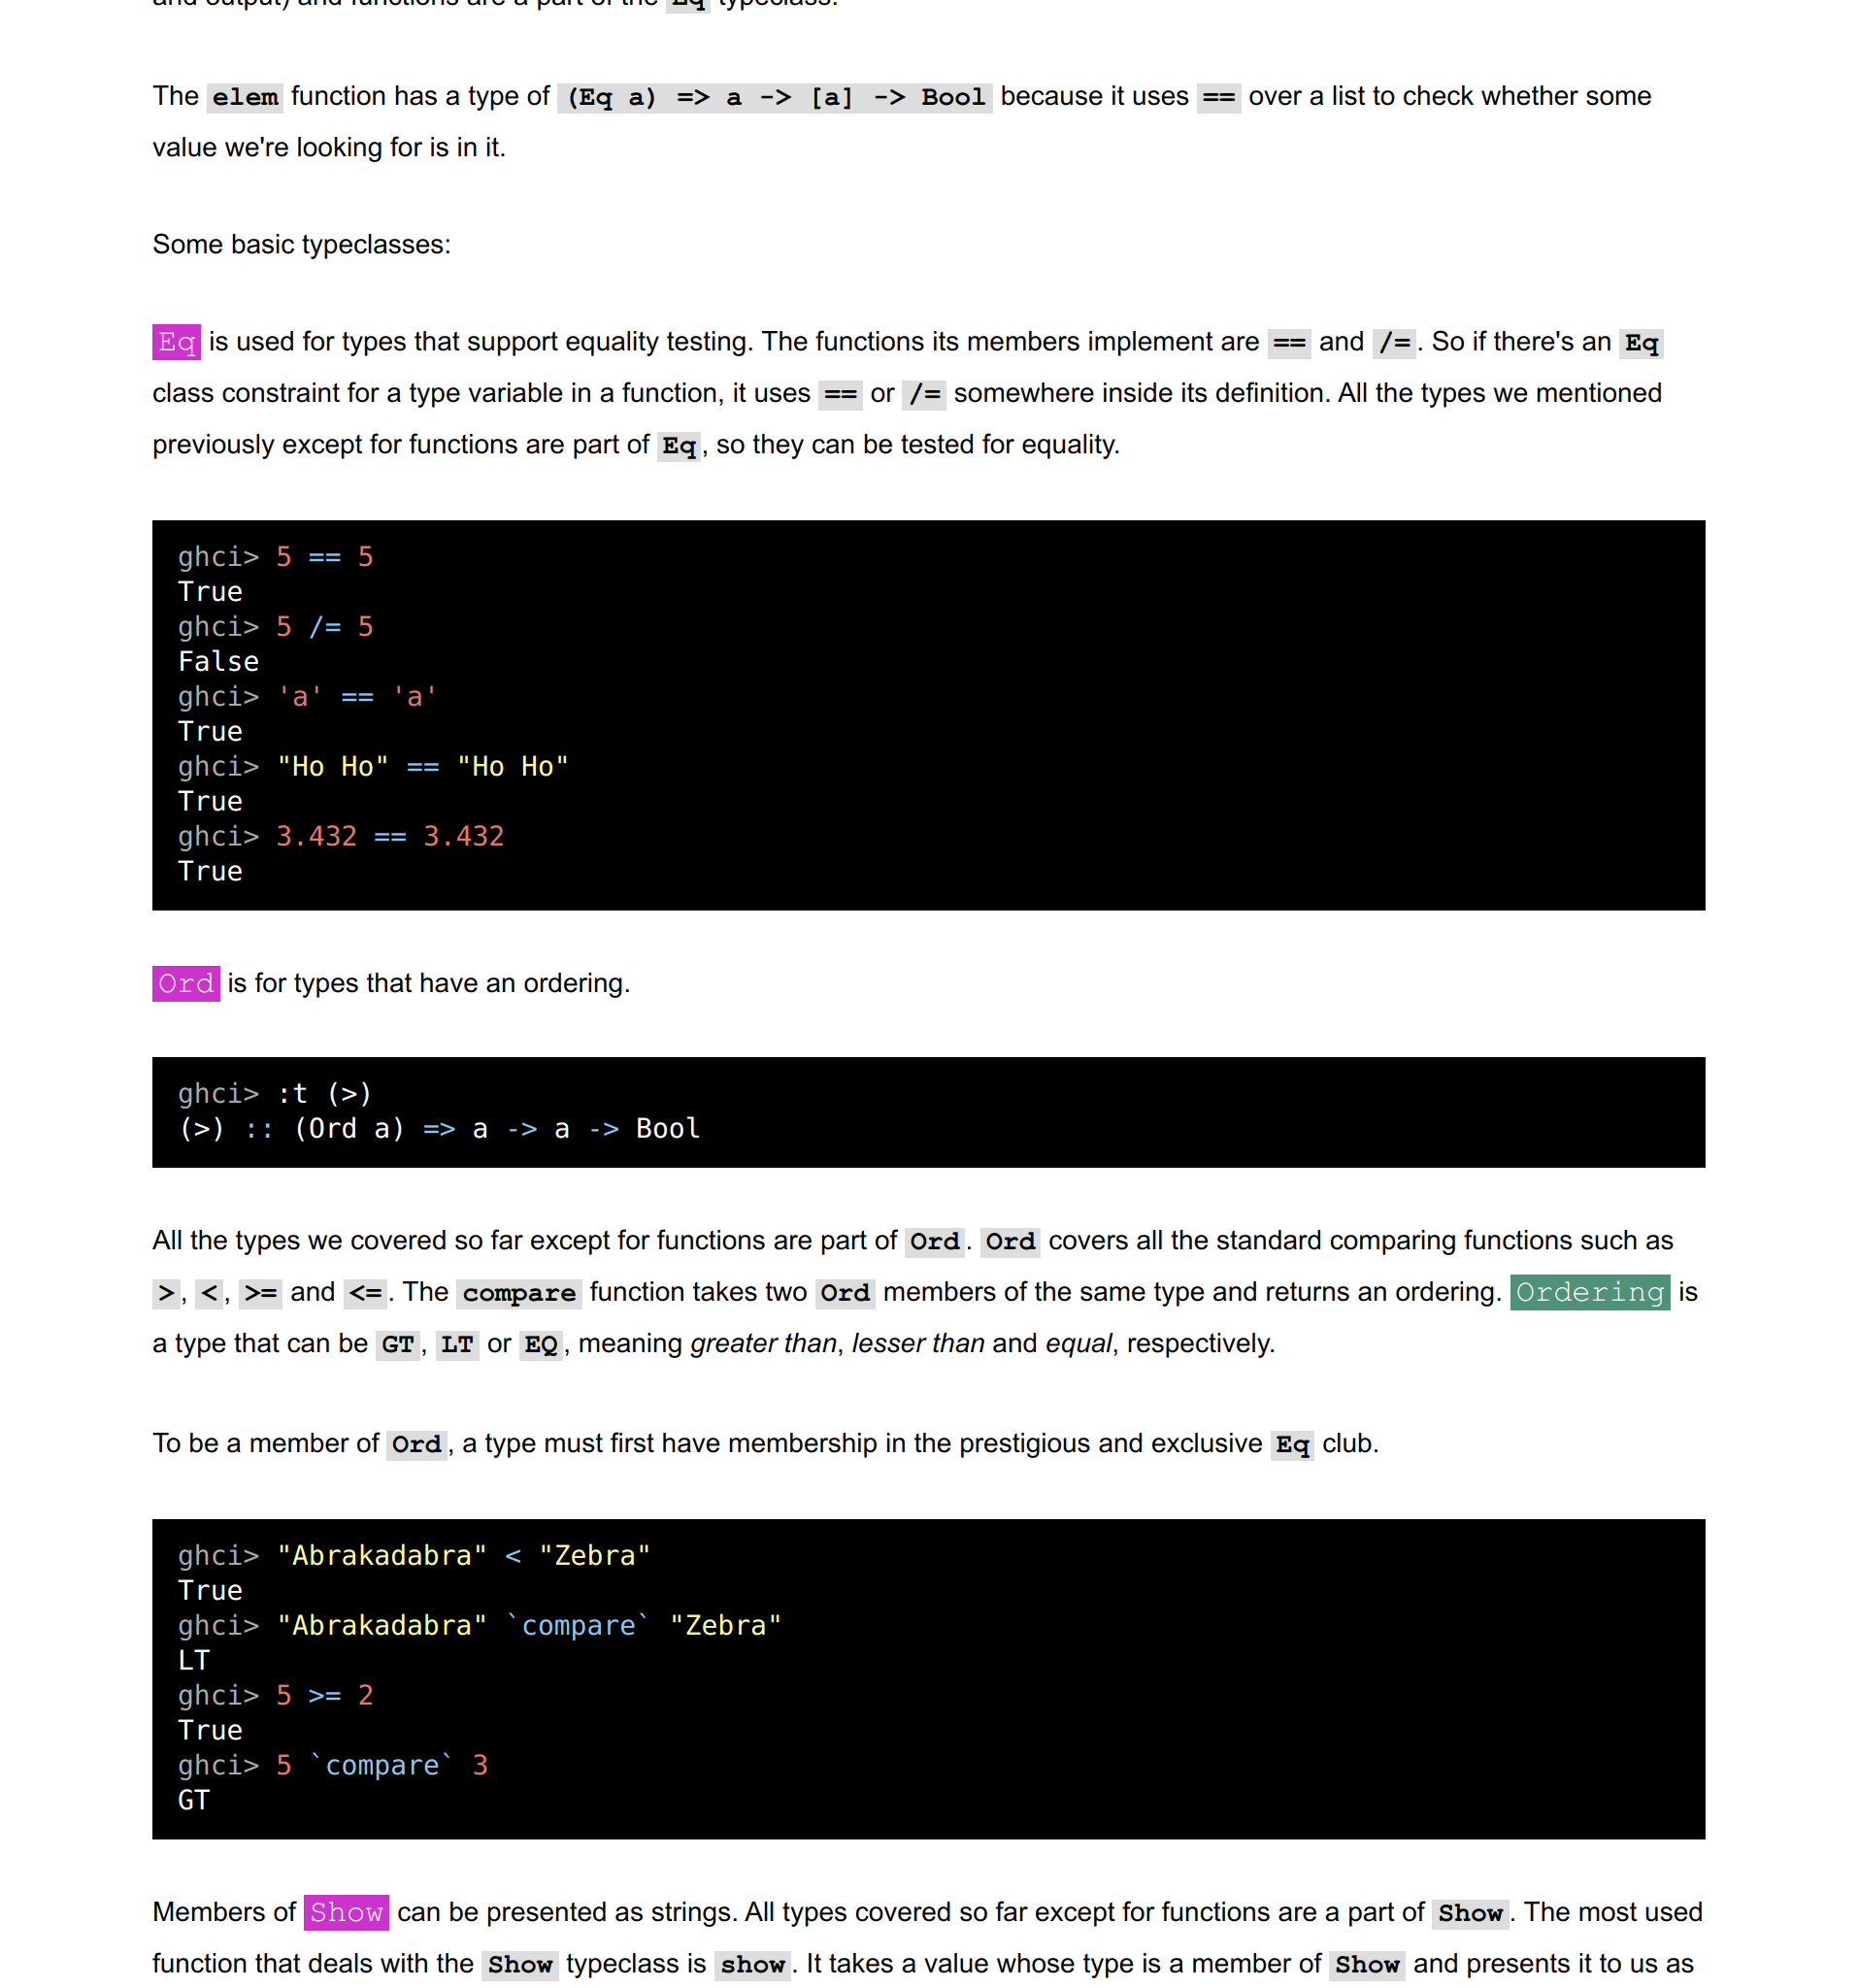 and output) and functions are a part of the Eq typeclass.
The elem function has a type of (Eq a) => a -> [a] -> Bool because it uses == over a list to check whether some
value we're looking for is in it.
Some basic typeclasses:
Eq is used for types that support equality testing. The functions its members implement are == and /=. So if there's an Eq
class constraint for a type variable in a function, it uses == or /= somewhere inside its definition. All the types we mentioned
previously except for functions are part of Eq, so they can be tested for equality.
ghci> 5 == 5
True
ghci> 5 /= 5
False
ghci> 'a' == 'a'
True
ghci> "Ho Ho" == "Ho Ho"
True
ghci> 3.432 == 3.432
True
Ord is for types that have an ordering.
ghci> :t (>)
(>) :: (Ord a) => a -> a -> Bool
All the types we covered so far except for functions are part of Ord. Ord covers all the standard comparing functions such as
>, <, >= and <=. The compare function takes two Ord members of the same type and returns an ordering. Ordering is
a type that can be GT, LT or EQ, meaning greater than, lesser than and equal, respectively.
To be a member of Ord, a type must first have membership in the prestigious and exclusive Eq club.
ghci> "Abrakadabra" < "Zebra"
True
ghci> "Abrakadabra" `compare` "Zebra"
LT
ghci> 5 >= 2
True
ghci> 5 `compare` 3
GT
Members of Show can be presented as strings. All types covered so far except for functions are a part of Show. The most used
function that deals with the Show typeclass is show. It takes a value whose type is a member of Show and presents it to us as